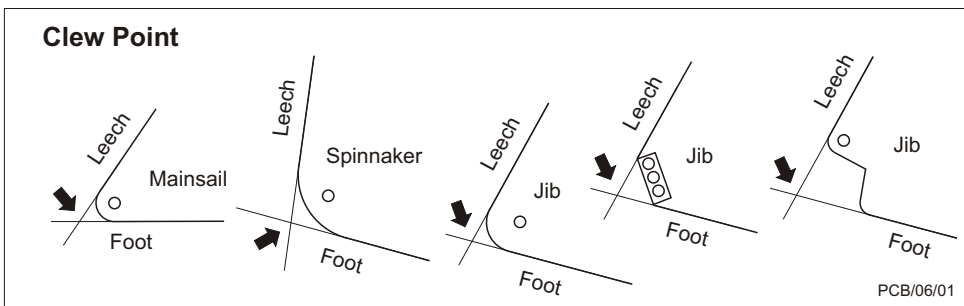 Clew Point
Leech
Mainsail
Foot
Leech
Spinnaker
Foot
Leech
Jib
Foot
Leech
Jib
Foot
Leech
Jib
Foot
PCB/06/01